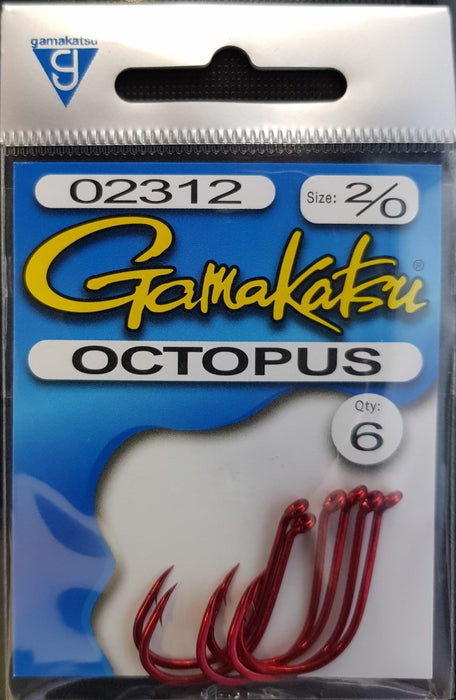 gamakatsu
G
02312
Size: 2/0
Gamakatsu®
OCTOPUS
Qty:
6